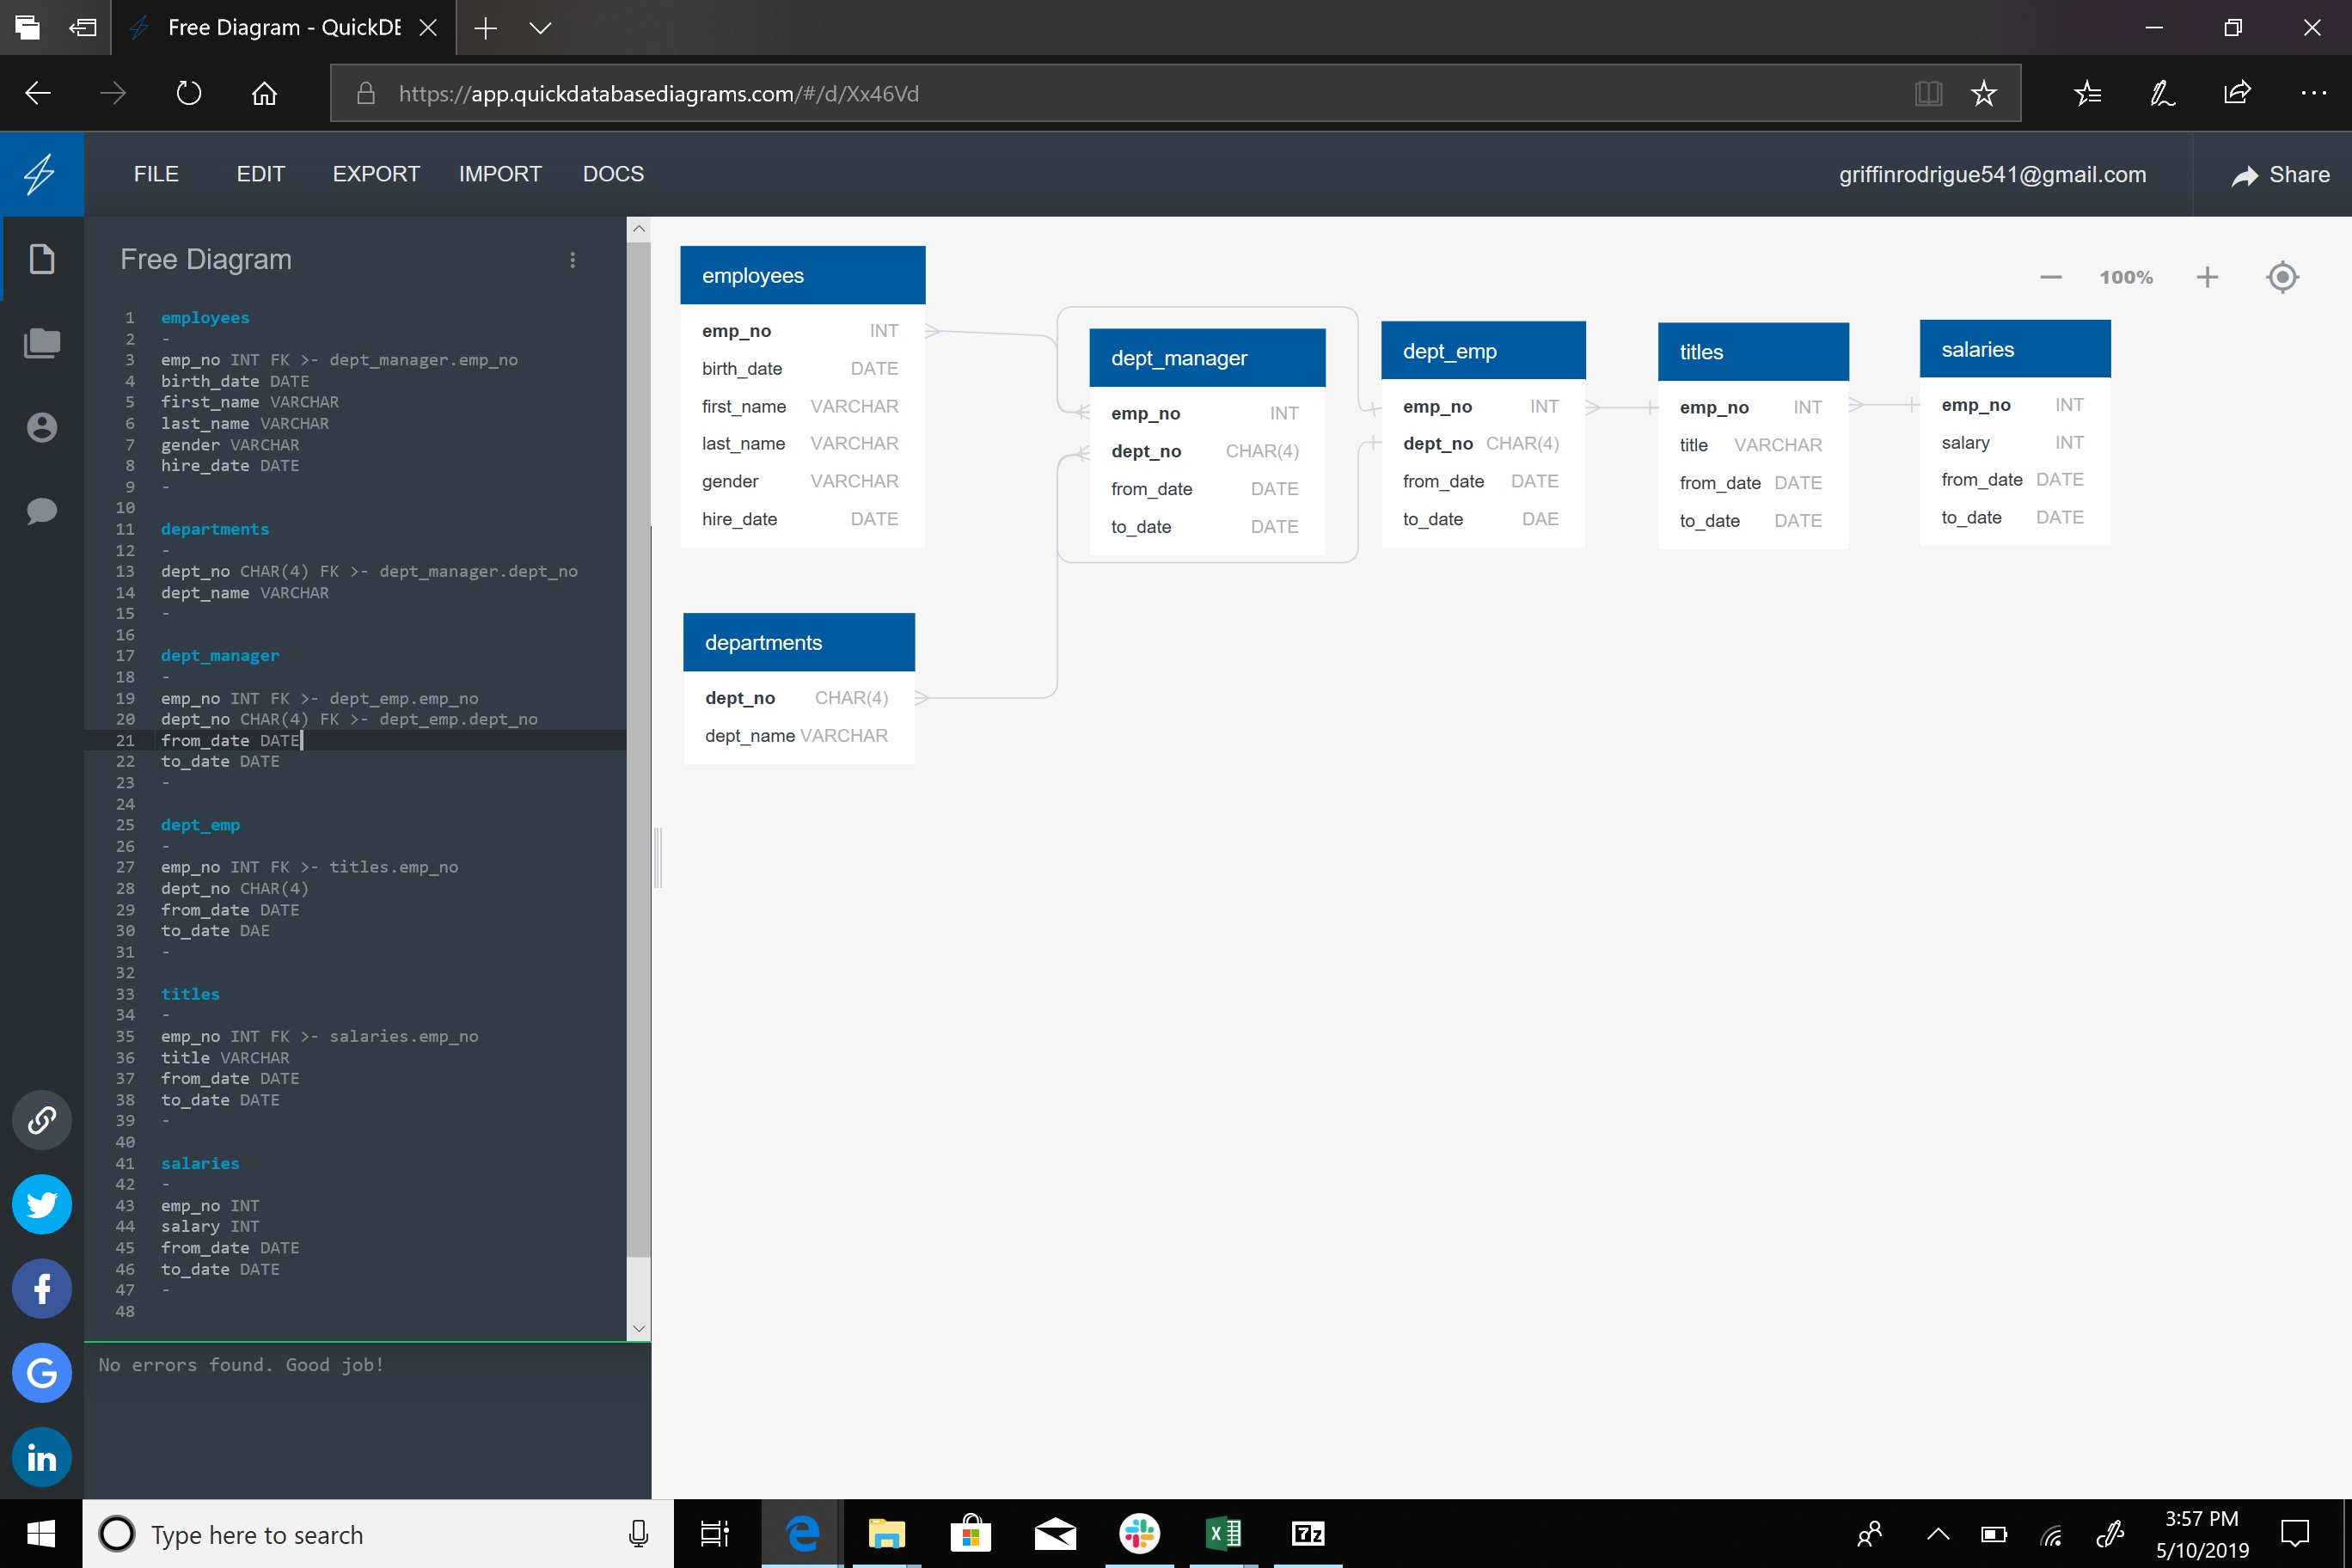 Free Diagram - QuickDE
https://app.quickdatabasediagrams.com/#/d/Xx46Vd
FILE EDIT EXPORT IMPORT DOCS griffinrodrigue541@gmail.com Share
Free Diagram
1 employees
2 -
3 emp_no INT FK >- dept_manager.emp_no
4 birth_date DATE
5 first_name VARCHAR
6 last_name VARCHAR
7 gender VARCHAR
8 hire_date DATE
9 -
10
11 departments
12 -
13 dept_no CHAR(4) FK >- dept_manager.dept_no
14 dept_name VARCHAR
15 -
16
17 dept_manager
18 -
19 emp_no INT FK >- dept_emp.emp_no
20 dept_no CHAR(4) FK >- dept_emp.dept_no
21 from_date DATE
22 to_date DATE
23 -
24
25 dept_emp
26 -
27 emp_no INT FK >- titles.emp_no
28 dept_no CHAR(4)
29 from_date DATE
30 to_date DAE
31 -
32
33 titles
34 -
35 emp_no INT FK >- salaries.emp_no
36 title VARCHAR
37 from_date DATE
38 to_date DATE
39 -
40
41 salaries
42 -
43 emp_no INT
44 salary INT
45 from_date DATE
46 to_date DATE
47 -
48
No errors found. Good job!
100%
employees
emp_no INT
birth_date DATE
first_name VARCHAR
last_name VARCHAR
gender VARCHAR
hire_date DATE
departments
dept_no CHAR(4)
dept_name VARCHAR
dept_manager
emp_no INT
dept_no CHAR(4)
from_date DATE
to_date DATE
dept_emp
emp_no INT
dept_no CHAR(4)
from_date DATE
to_date DAE
titles
emp_no INT
title VARCHAR
from_date DATE
to_date DATE
salaries
emp_no INT
salary INT
from_date DATE
to_date DATE
f
G
in
Type here to search
7z
3:57 PM
5/10/2019